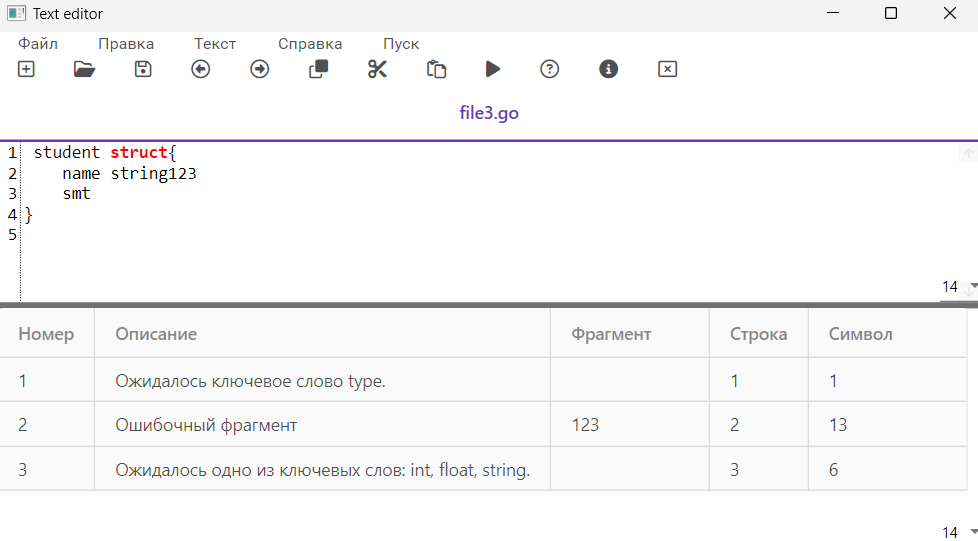 Text editor
Файл Правка Текст Справка Пуск
file3.go
1 student struct{
2 name string123
3 smt
4 }
5
14
Номер Описание Фрагмент Строка Символ
1 Ожидалось ключевое слово type. 1 1
2 Ошибочный фрагмент 123 2 13
3 Ожидалось одно из ключевых слов: int, float, string. 3 6
14